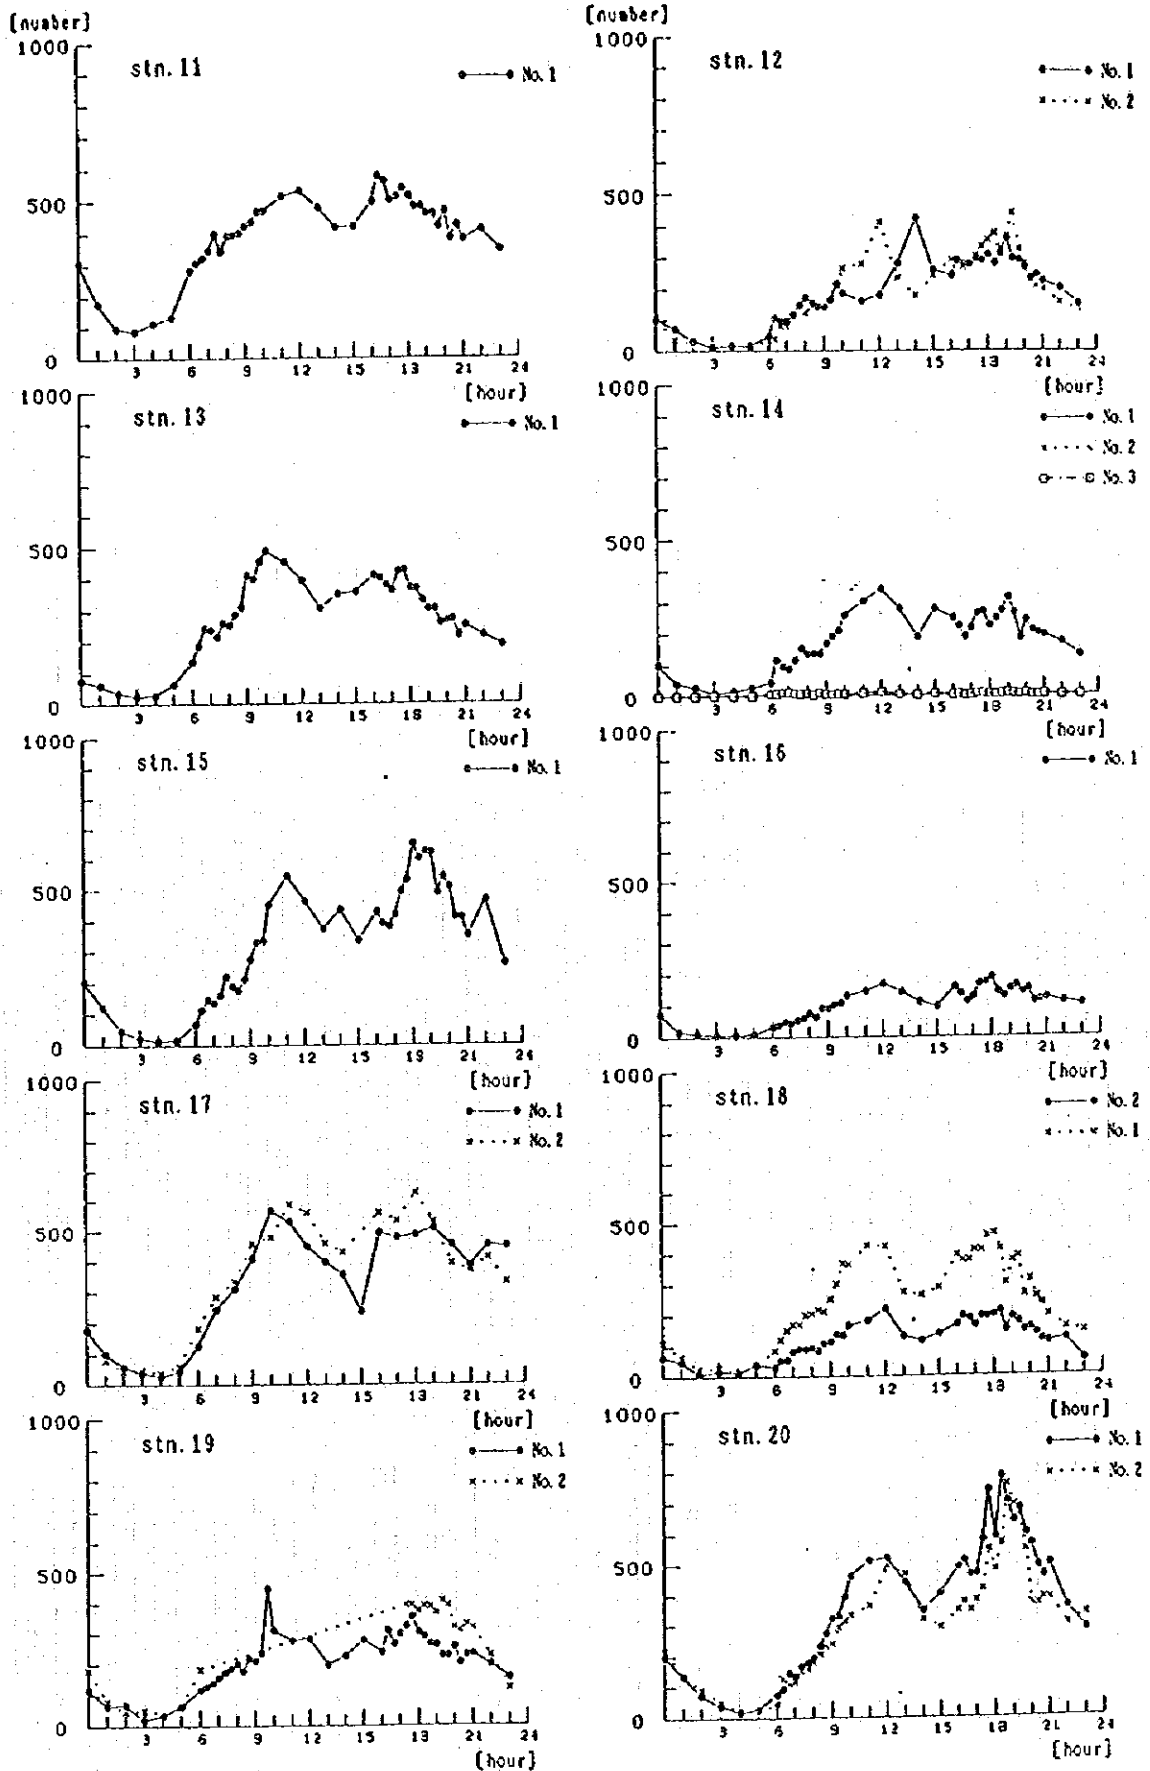 [number]
1000
stn. 11
No. 1
500
0
3 6 9 12 15 18 21 24
[hour]
[number]
1000
stn. 12
No. 1
No. 2
500
0
3 6 9 12 15 18 21 24
[hour]
1000
stn. 13
No. 1
500
0
3 6 9 12 15 18 21 24
[hour]
1000
stn. 14
No. 1
No. 2
No. 3
500
0
3 6 9 12 15 18 21 24
[hour]
1000
stn. 15
No. 1
500
0
3 6 9 12 15 18 21 24
[hour]
1000
stn. 16
No. 1
500
0
3 6 9 12 15 18 21 24
[hour]
1000
stn. 17
No. 1
No. 2
500
0
3 6 9 12 15 18 21 24
[hour]
1000
stn. 18
No. 2
No. 1
500
0
3 6 9 12 15 18 21 24
[hour]
1000
stn. 19
No. 1
No. 2
500
0
3 6 9 12 15 18 21 24
[hour]
1000
stn. 20
No. 1
No. 2
500
0
3 6 9 12 15 18 21 24
[hour]